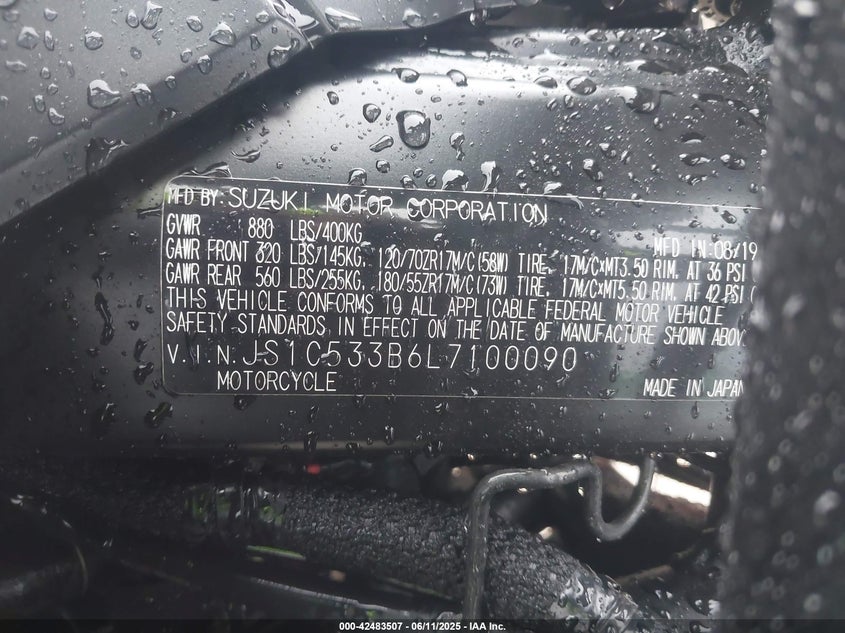 MFD BY: SUZUKI MOTOR CORPORATION
GVWR 880 LBS/400KG MFD IN: 08/19
GAWR FRONT 320 LBS/145KG, 120/70ZR17M/C(58W) TIRE, 17M/C×MT3.50 RIM, AT 36 PSI
GAWR REAR 560 LBS/255KG, 180/55ZR17M/C(73W) TIRE, 17M/C×MT5.50 RIM, AT 42 PSI (
THIS VEHICLE CONFORMS TO ALL APPLICABLE FEDERAL MOTOR VEHICLE
SAFETY STANDARDS IN EFFECT ON THE DATE OF MANUFACTURE SHOWN ABOV
V.I.N. JS1C533B6L7100090
MOTORCYCLE MADE IN JAPAN
000-42483507 - 06/11/2025 - IAA Inc.